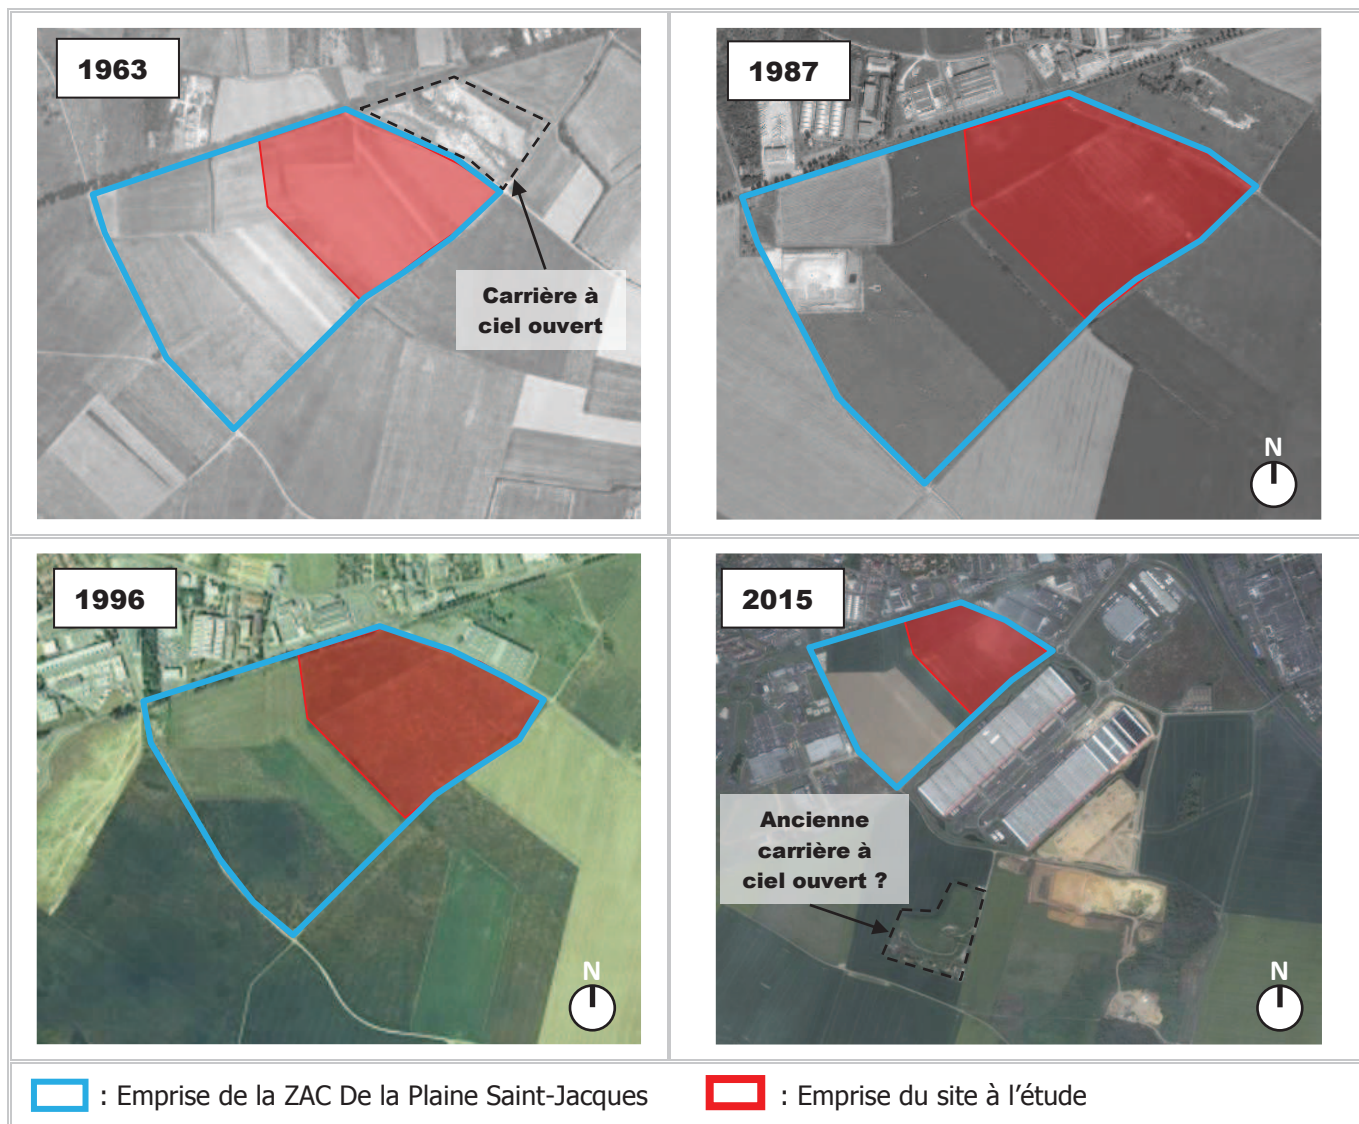 1963
Carrière à
ciel ouvert
1987
N
1996
N
2015
Ancienne
carrière à
ciel ouvert ?
N
: Emprise de la ZAC De la Plaine Saint-Jacques
: Emprise du site à l'étude